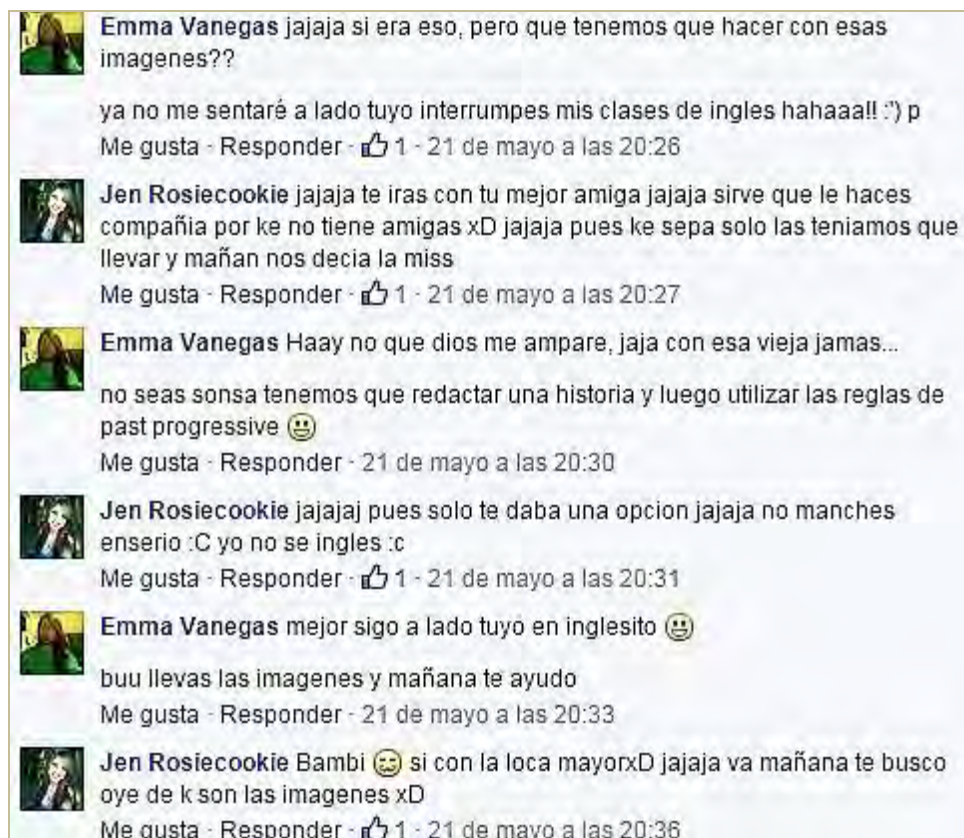 Emma Vanegas jajaja si era eso, pero que tenemos que hacer con esas
imagenes??
ya no me sentaré a lado tuyo interrumpes mis clases de ingles hahaaa!! :') p
Me gusta · Responder · 1 · 21 de mayo a las 20:26
Jen Rosiecookie jajaja te iras con tu mejor amiga jajaja sirve que le haces
compañia por ke no tiene amigas xD jajaja pues ke sepa solo las teniamos que
llevar y mañan nos decia la miss
Me gusta · Responder · 1 · 21 de mayo a las 20:27
Emma Vanegas Haay no que dios me ampare, jaja con esa vieja jamas...
no seas sonsa tenemos que redactar una historia y luego utilizar las reglas de
past progressive
Me gusta · Responder · 21 de mayo a las 20:30
Jen Rosiecookie jajajaj pues solo te daba una opcion jajaja no manches
enserio :C yo no se ingles :c
Me gusta · Responder · 1 · 21 de mayo a las 20:31
Emma Vanegas mejor sigo a lado tuyo en inglesito
buu llevas las imagenes y mañana te ayudo
Me gusta · Responder · 21 de mayo a las 20:33
Jen Rosiecookie Bambi si con la loca mayorxD jajaja va mañana te busco
oye de k son las imagenes xD
Me gusta · Responder · 1 · 21 de mayo a las 20:36